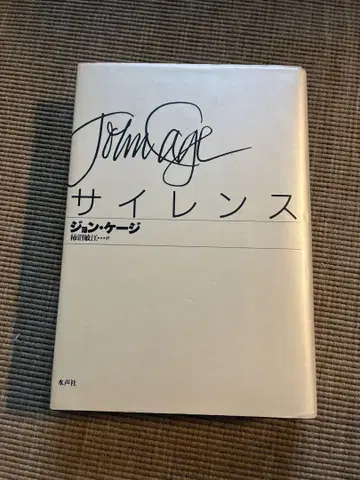 John Cage
サイレンス
ジョン・ケージ
柿沼敏江・・・訳
水声社